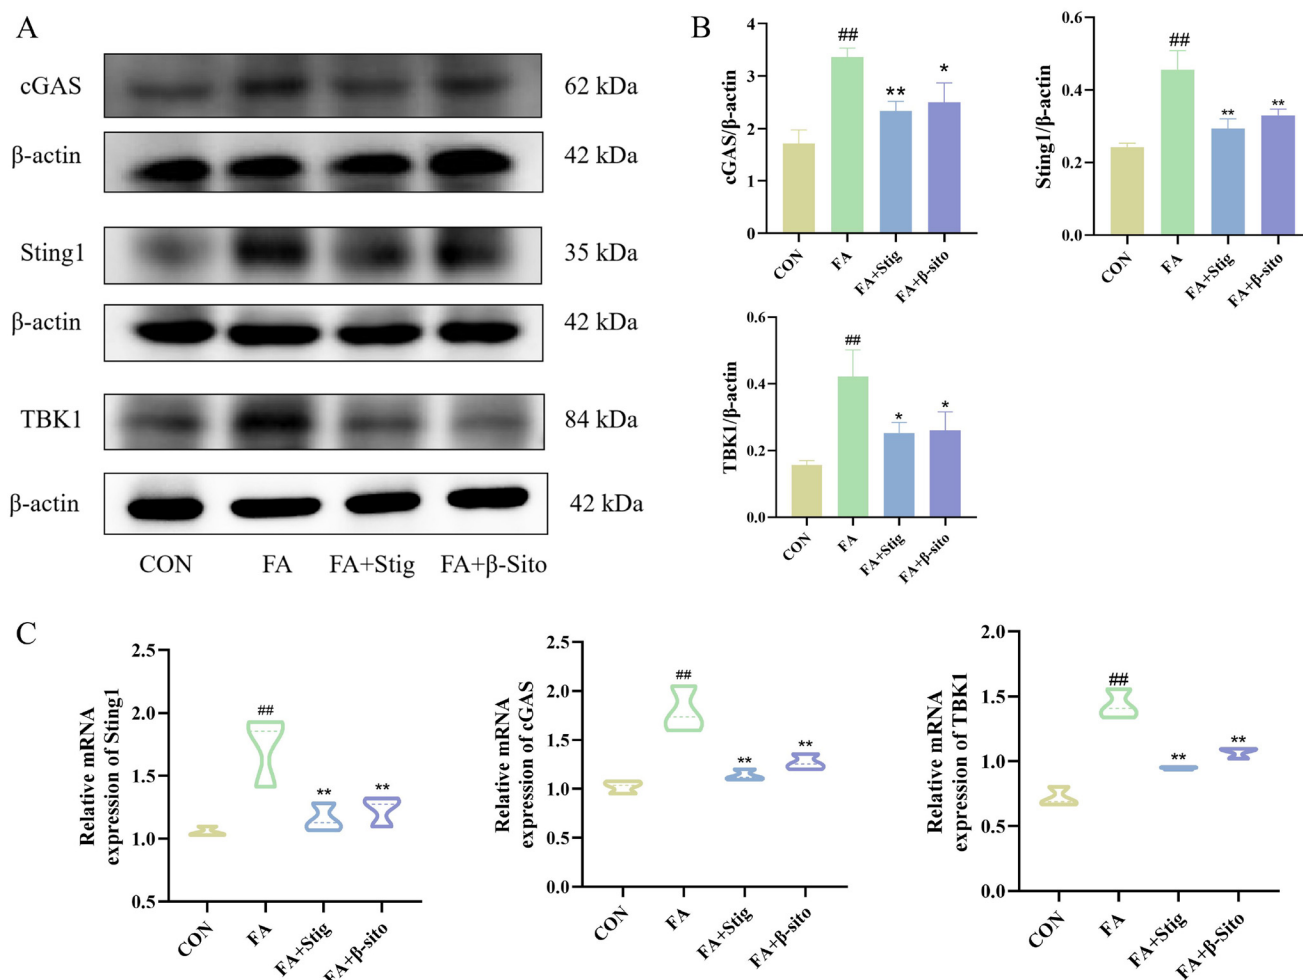 A
cGAS 62 kDa
β-actin 42 kDa
Sting1 35 kDa
β-actin 42 kDa
TBK1 84 kDa
β-actin 42 kDa
CON FA FA+Stig FA+β-Sito
B
cGAS/β-actin
4
3
2
1
0
##
**
*
CON FA FA+Stig FA+β-sito
Sting1/β-actin
0.6
0.4
0.2
0.0
##
**
**
CON FA FA+Stig FA+β-sito
TBK1/β-actin
0.6
0.4
0.2
0.0
##
*
*
CON FA FA+Stig FA+β-sito
C
Relative mRNA
expression of Sting1
2.5
2.0
1.5
1.0
0.5
##
**
**
CON FA FA+Stig FA+β-sito
Relative mRNA
expression of cGAS
2.5
2.0
1.5
1.0
0.5
0.0
##
**
**
CON FA FA+Stig FA+β-sito
Relative mRNA
expression of TBK1
2.0
1.5
1.0
0.5
0.0
##
**
**
CON FA FA+Stig FA+β-Sito